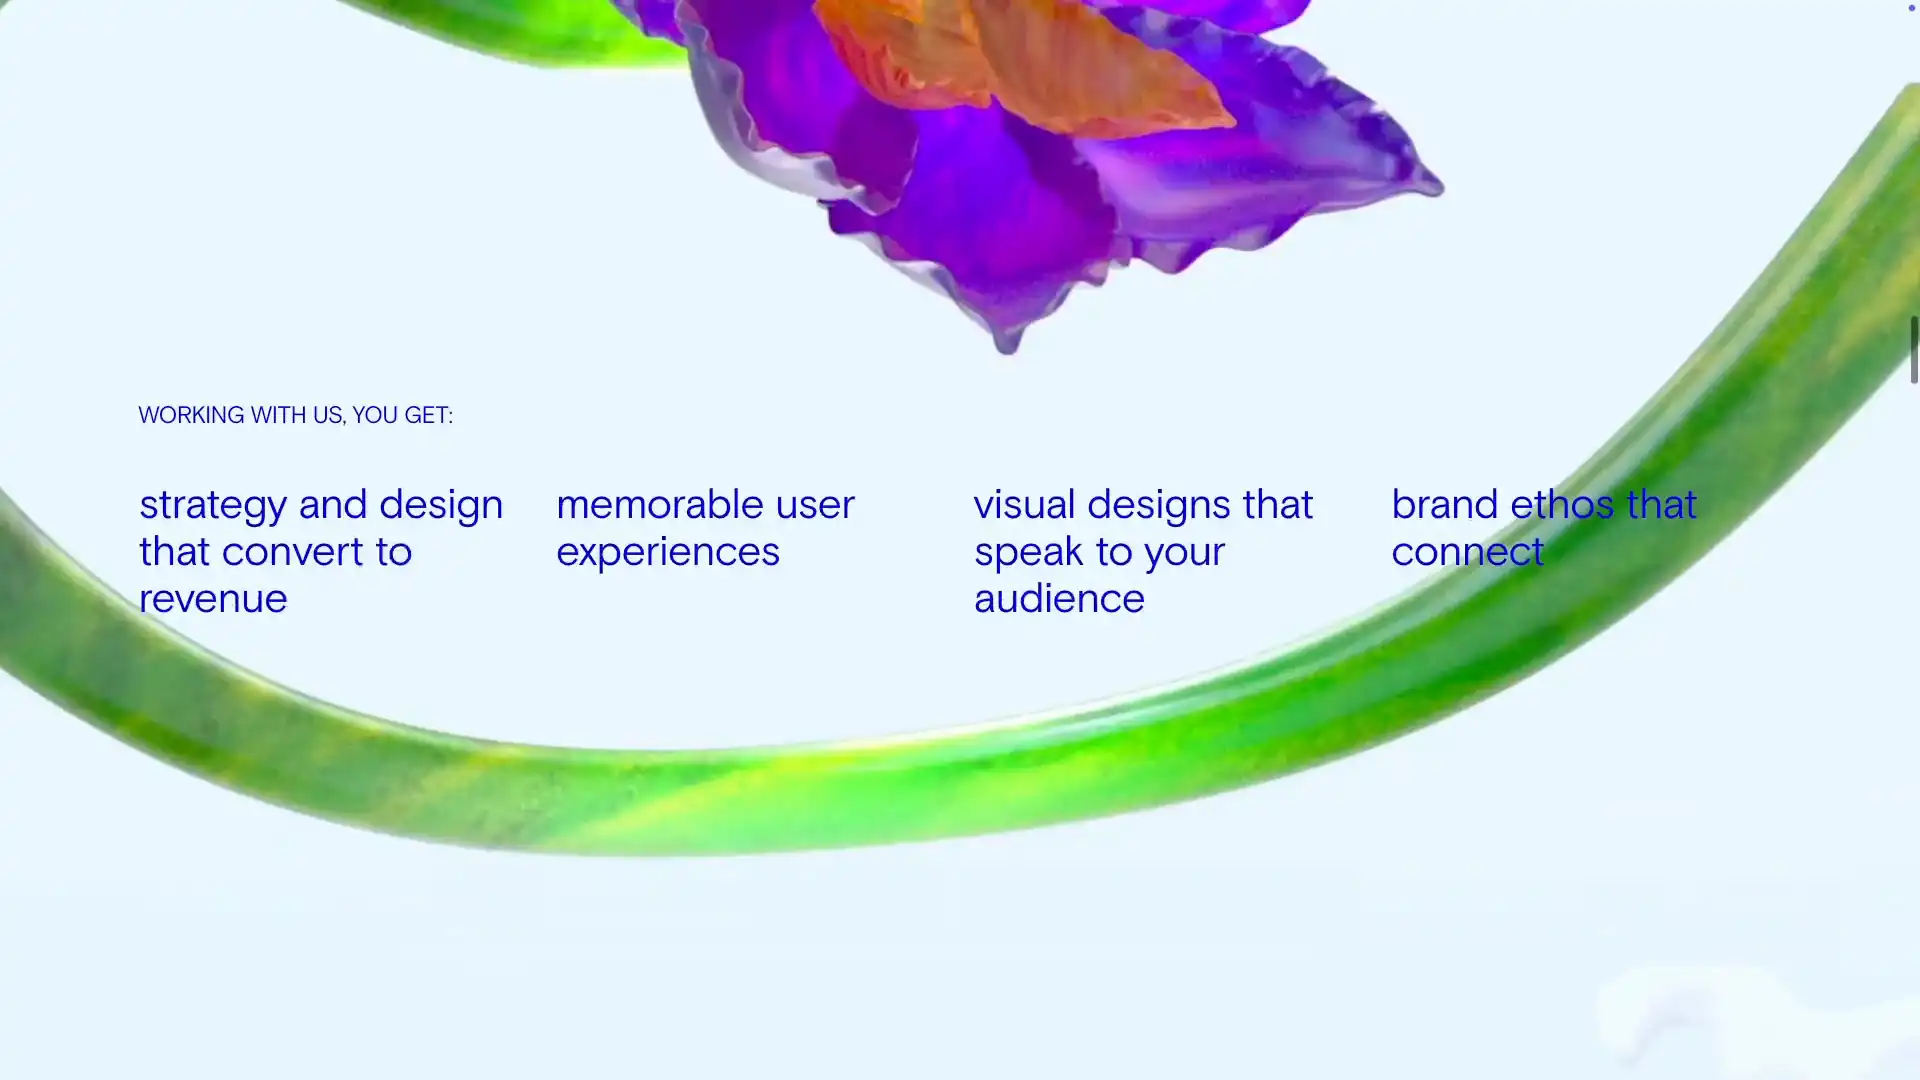 WORKING WITH US, YOU GET:
strategy and design
that convert to
revenue
memorable user
experiences
visual designs that
speak to your
audience
brand ethos that
connect